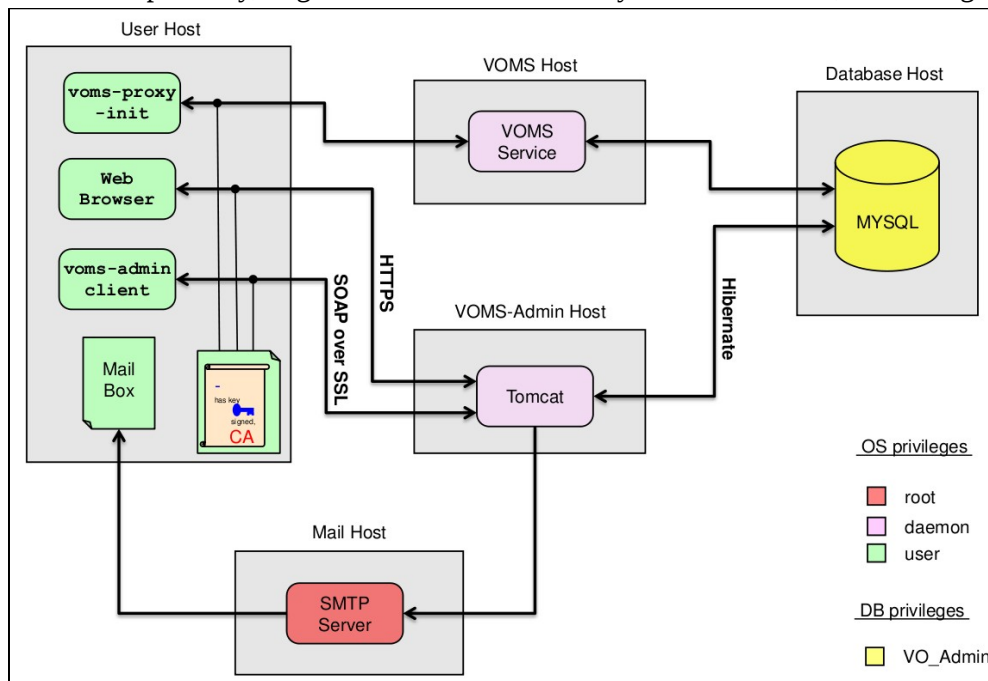 User Host
voms-proxy
-init
Web
Browser
voms-admin
client
Mail
Box
-
has key
signed,
CA
VOMS Host
VOMS
Service
Database Host
MYSQL
HTTPS
SOAP over SSL
Hibernate
VOMS-Admin Host
Tomcat
Mail Host
SMTP
Server
OS privileges
root
daemon
user
DB privileges
VO_Admin